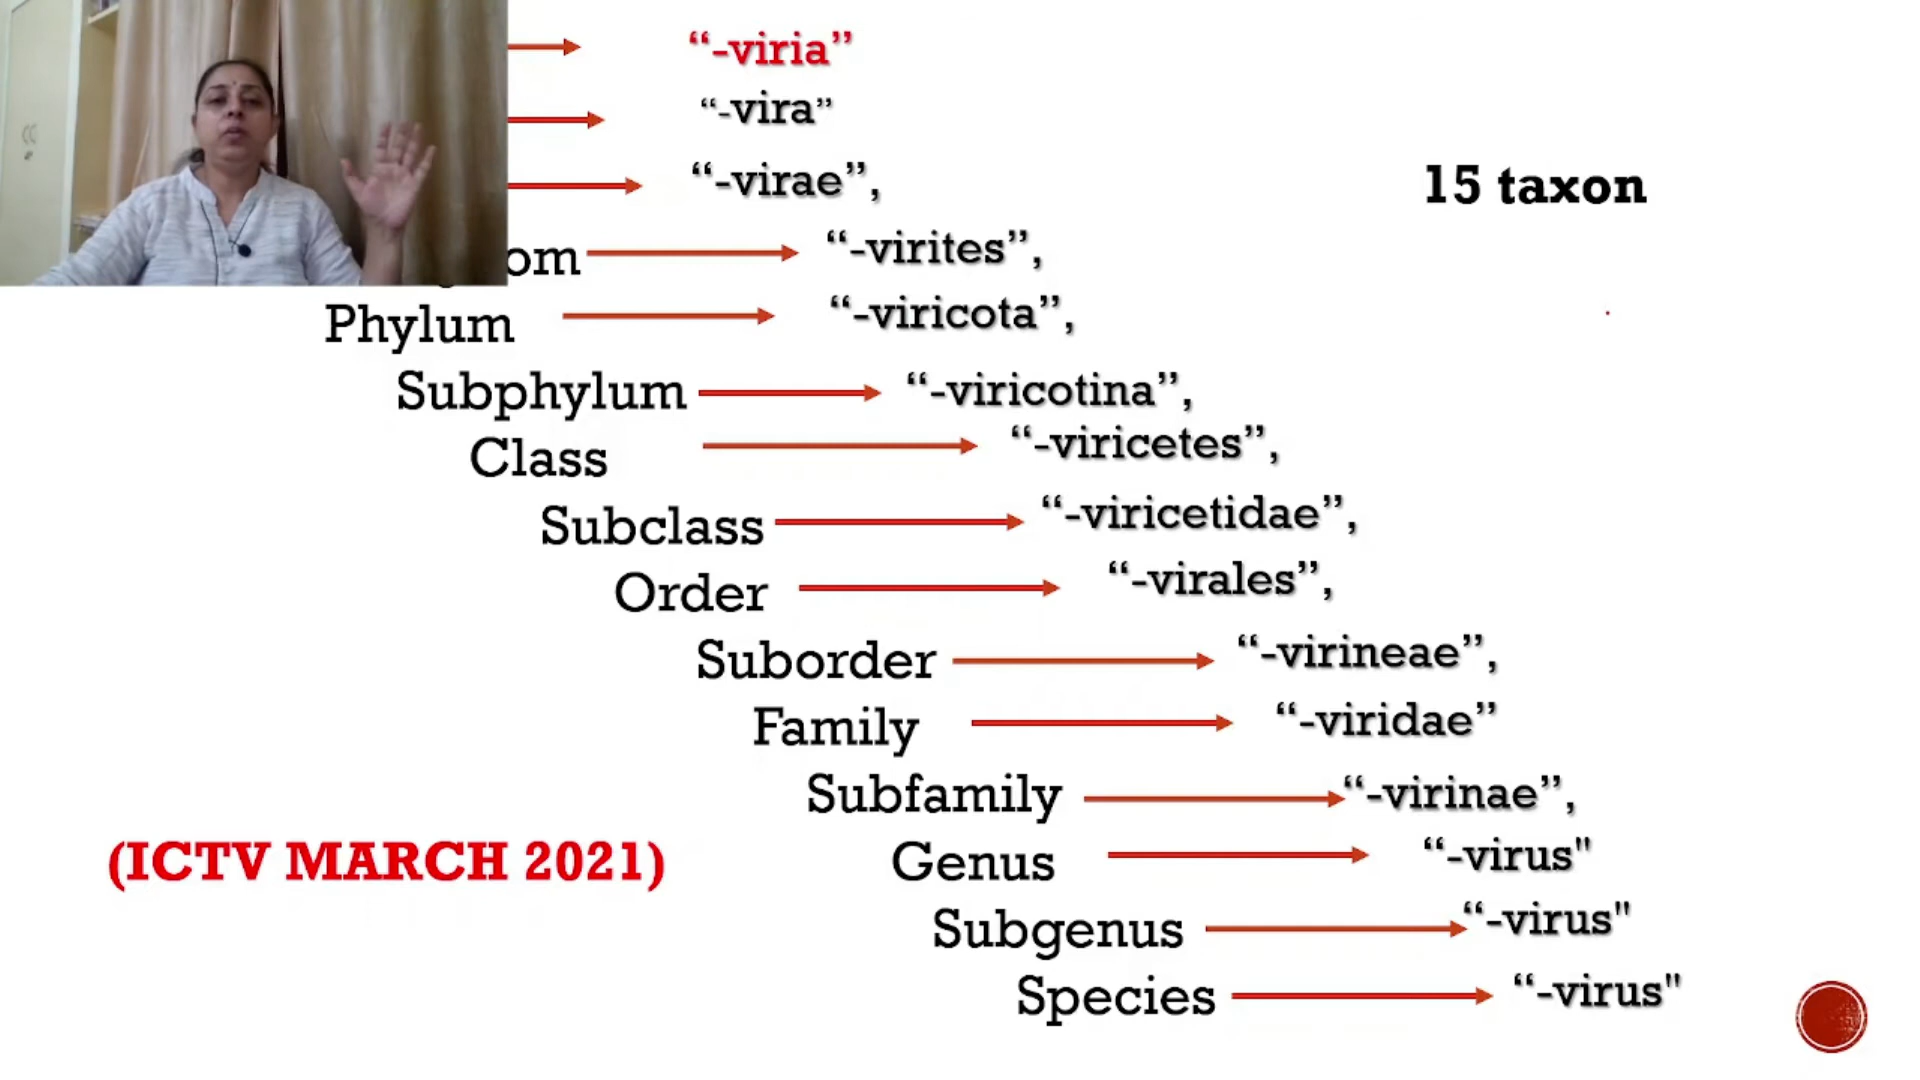 “-viria”
“-vira”
“-virae”,
15 taxon
“-virites”,
Phylum “-viricota”,
Subphylum “-viricotina”,
Class “-viricetes”,
Subclass “-viricetidae”,
Order “-virales”,
Suborder “-virineae”,
Family “-viridae”
Subfamily “-virinae”,
(ICTV MARCH 2021)
Genus “-virus"
Subgenus “-virus"
Species “-virus"